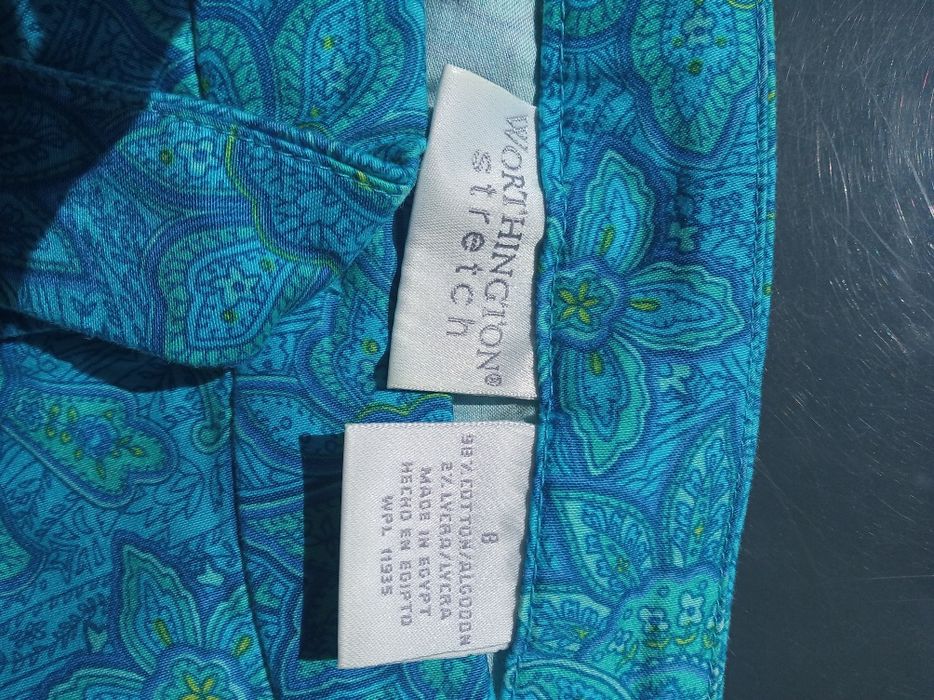 WORTHINGTON®
stretch
8
98% COTTON/ALGODON
2% LYCRA/LYCRA
MADE IN EGYPT
HECHO EN EGIPTO
WPL 11935